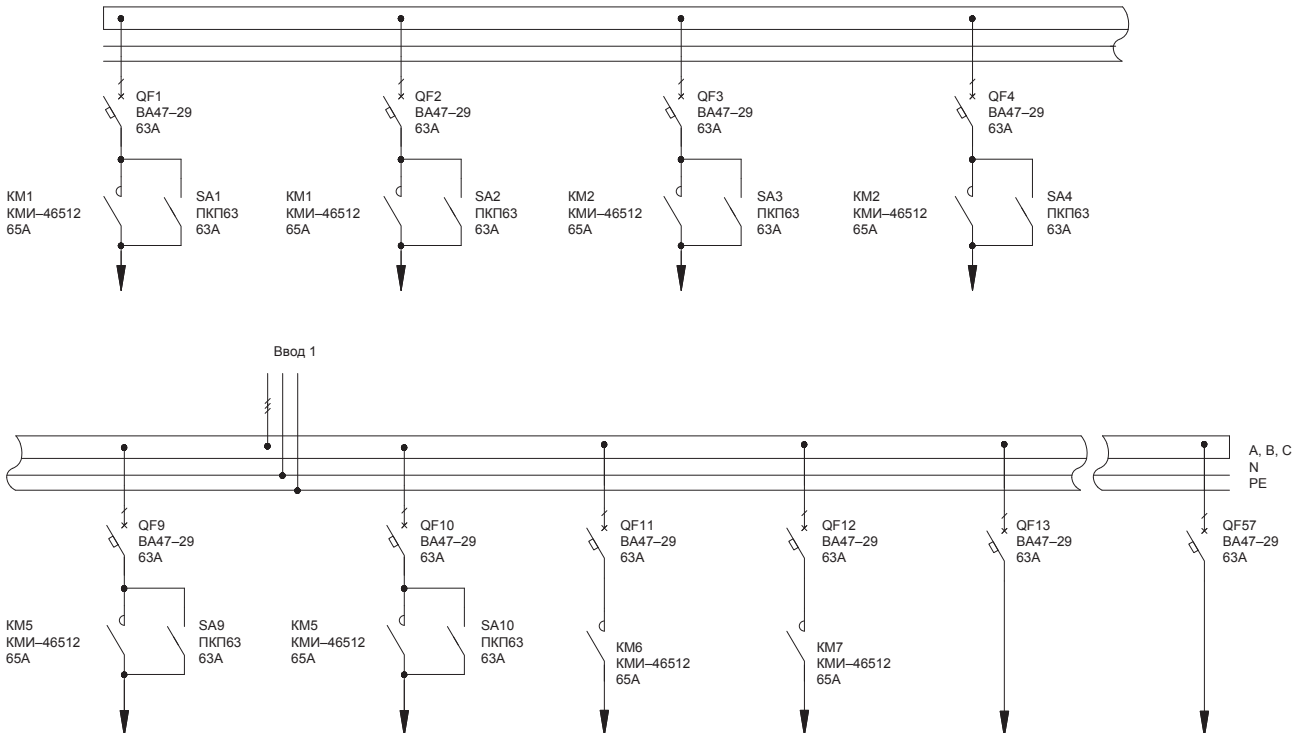 QF1
ВА47–29
63А
QF2
ВА47–29
63А
QF3
ВА47–29
63А
QF4
ВА47–29
63А
КМ1
КМИ–46512
65А
SA1
ПКП63
63А
КМ1
КМИ–46512
65А
SA2
ПКП63
63А
КМ2
КМИ–46512
65А
SA3
ПКП63
63А
КМ2
КМИ–46512
65А
SA4
ПКП63
63А
Ввод 1
A, B, C
N
PE
QF9
ВА47–29
63А
QF10
ВА47–29
63А
QF11
ВА47–29
63А
QF12
ВА47–29
63А
QF13
ВА47–29
63А
QF57
ВА47–29
63А
КМ5
КМИ–46512
65А
SA9
ПКП63
63А
КМ5
КМИ–46512
65А
SA10
ПКП63
63А
КМ6
КМИ–46512
65А
КМ7
КМИ–46512
65А